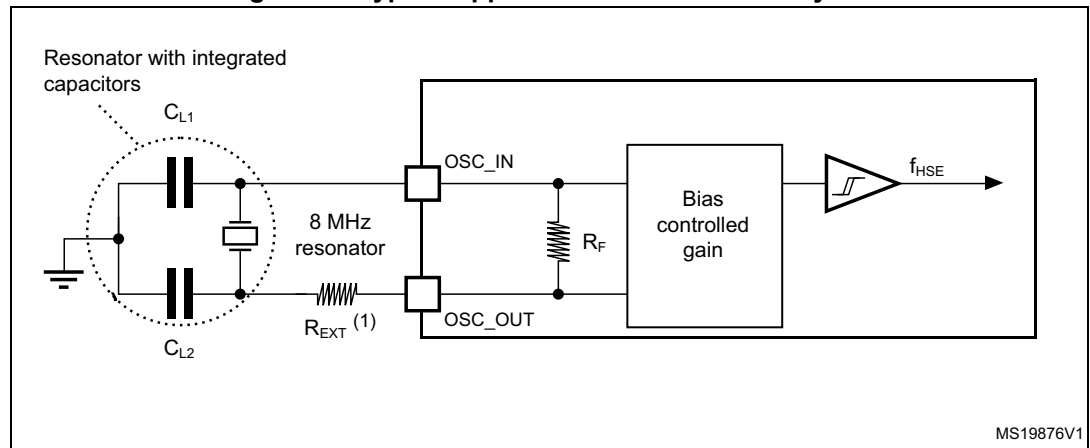 Resonator with integrated
capacitors
CL1
OSC_IN
fHSE
8 MHz
resonator
RF
Bias
controlled
gain
REXT (1)
OSC_OUT
CL2
MS19876V1